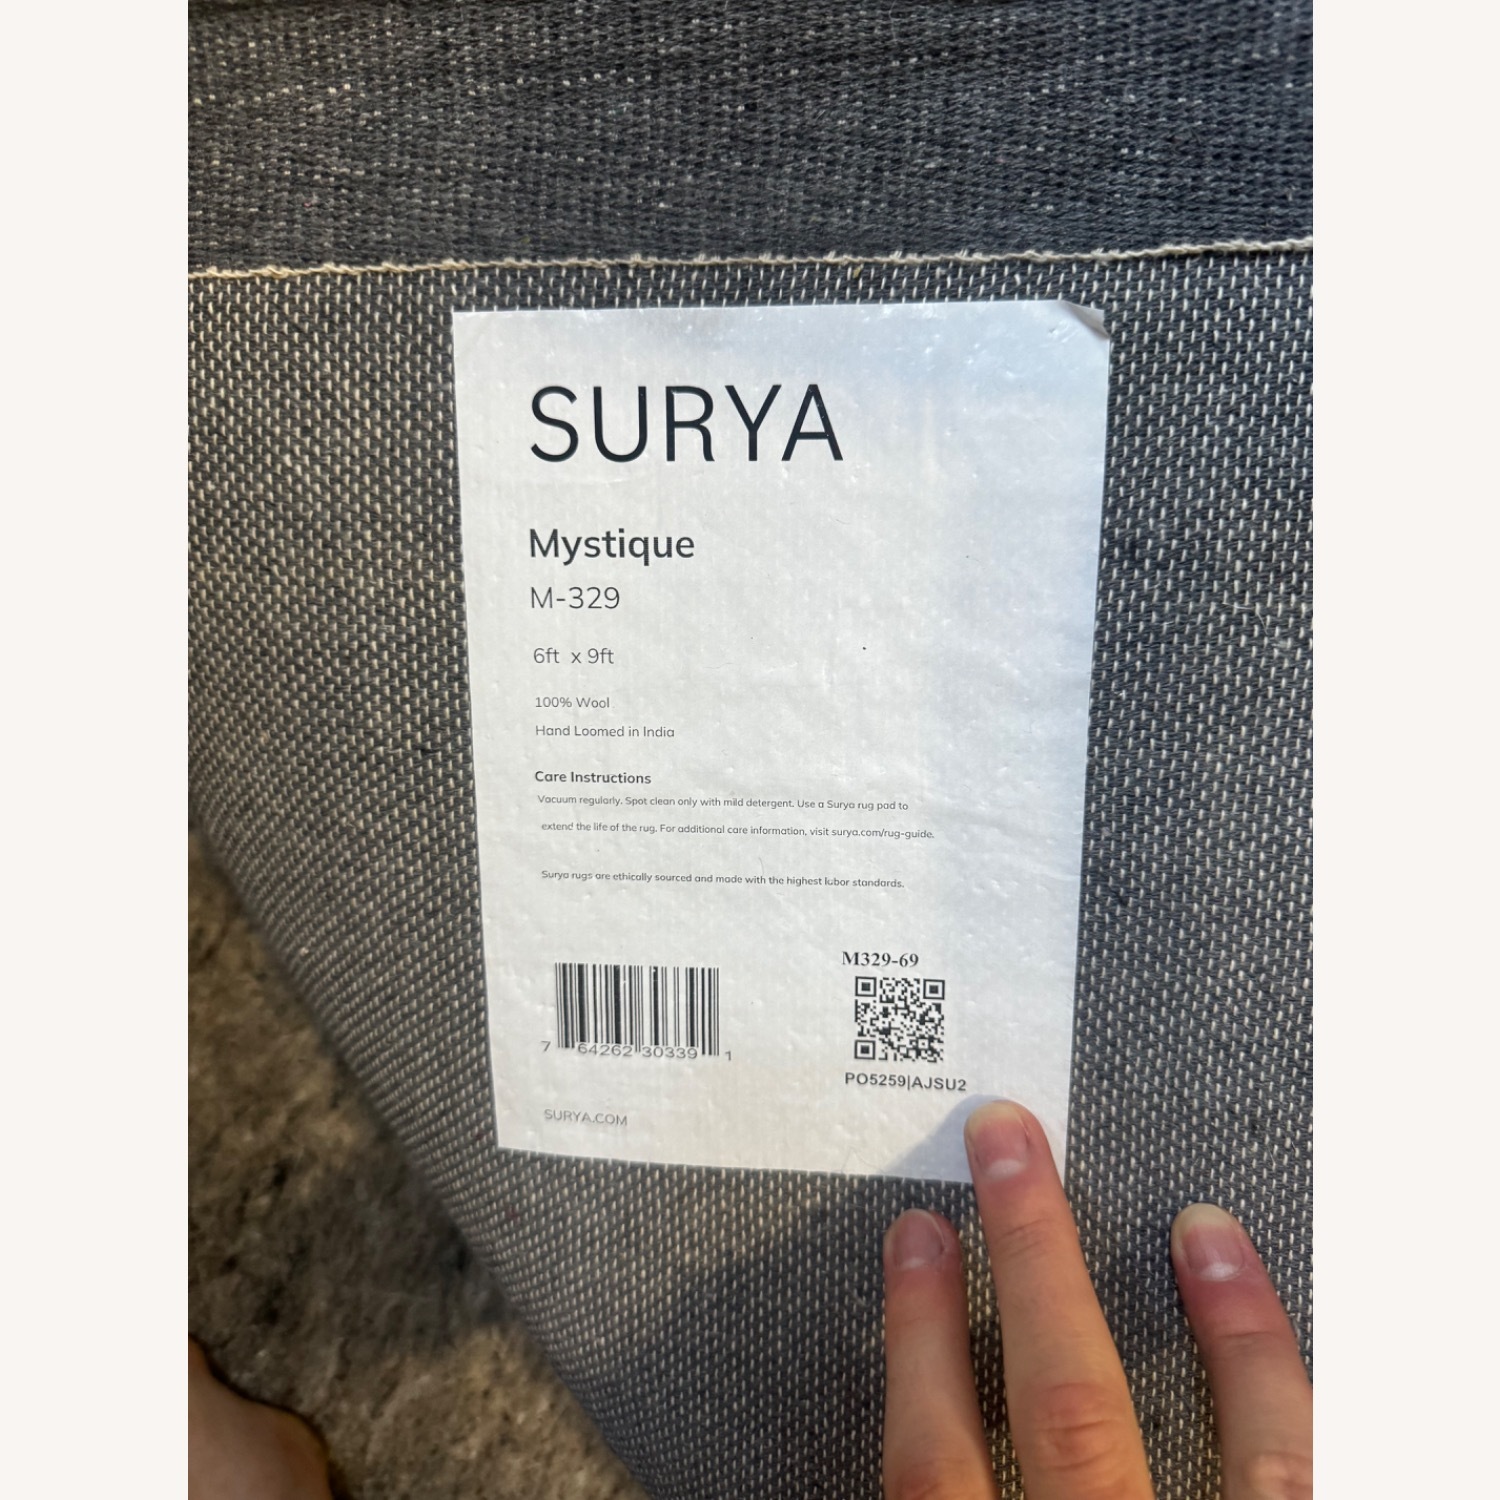 SURYA
Mystique
M-329
6ft x 9ft
100% Wool
Hand Loomed in India
Care Instructions
Vacuum regularly. Spot clean only with mild detergent. Use a Surya rug pad to
extend the life of the rug. For additional care information, visit surya.com/rug-guide.
Surya rugs are ethically sourced and made with the highest labor standards.
M329-69
7 64262 30339 1
PO5259|AJSU2
SURYA.COM